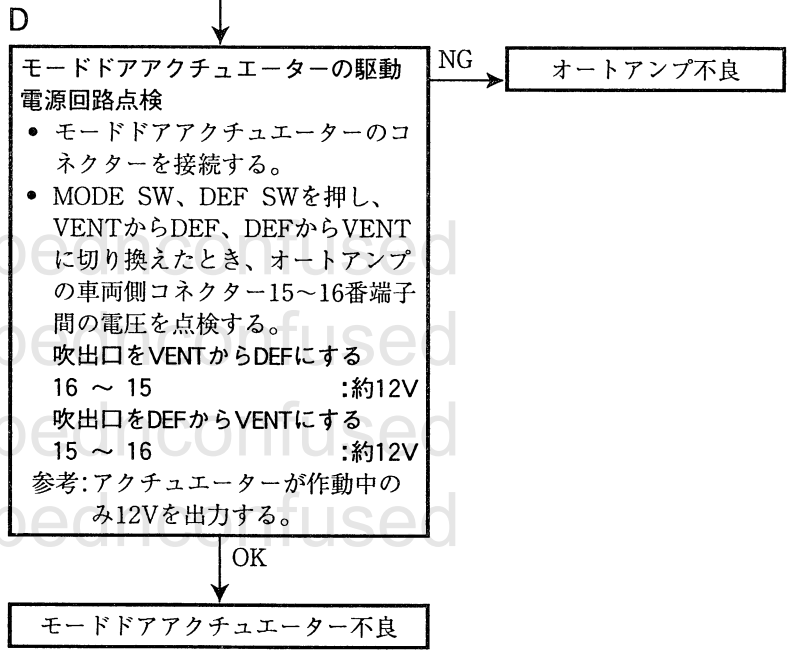 D
モードドアアクチュエーターの駆動
電源回路点検
● モードドアアクチュエーターのコ
ネクターを接続する。
● MODE SW、DEF SWを押し、
VENTからDEF、DEFからVENT
に切り換えたとき、オートアンプ
の車両側コネクター15～16番端子
間の電圧を点検する。
吹出口をVENTからDEFにする
16 ～ 15 :約12V
吹出口をDEFからVENTにする
15 ～ 16 :約12V
参考:アクチュエーターが作動中の
み12Vを出力する。
NG
オートアンプ不良
OK
モードドアアクチュエーター不良
pednconfused
pednconfused
pednconfused
pednconfused